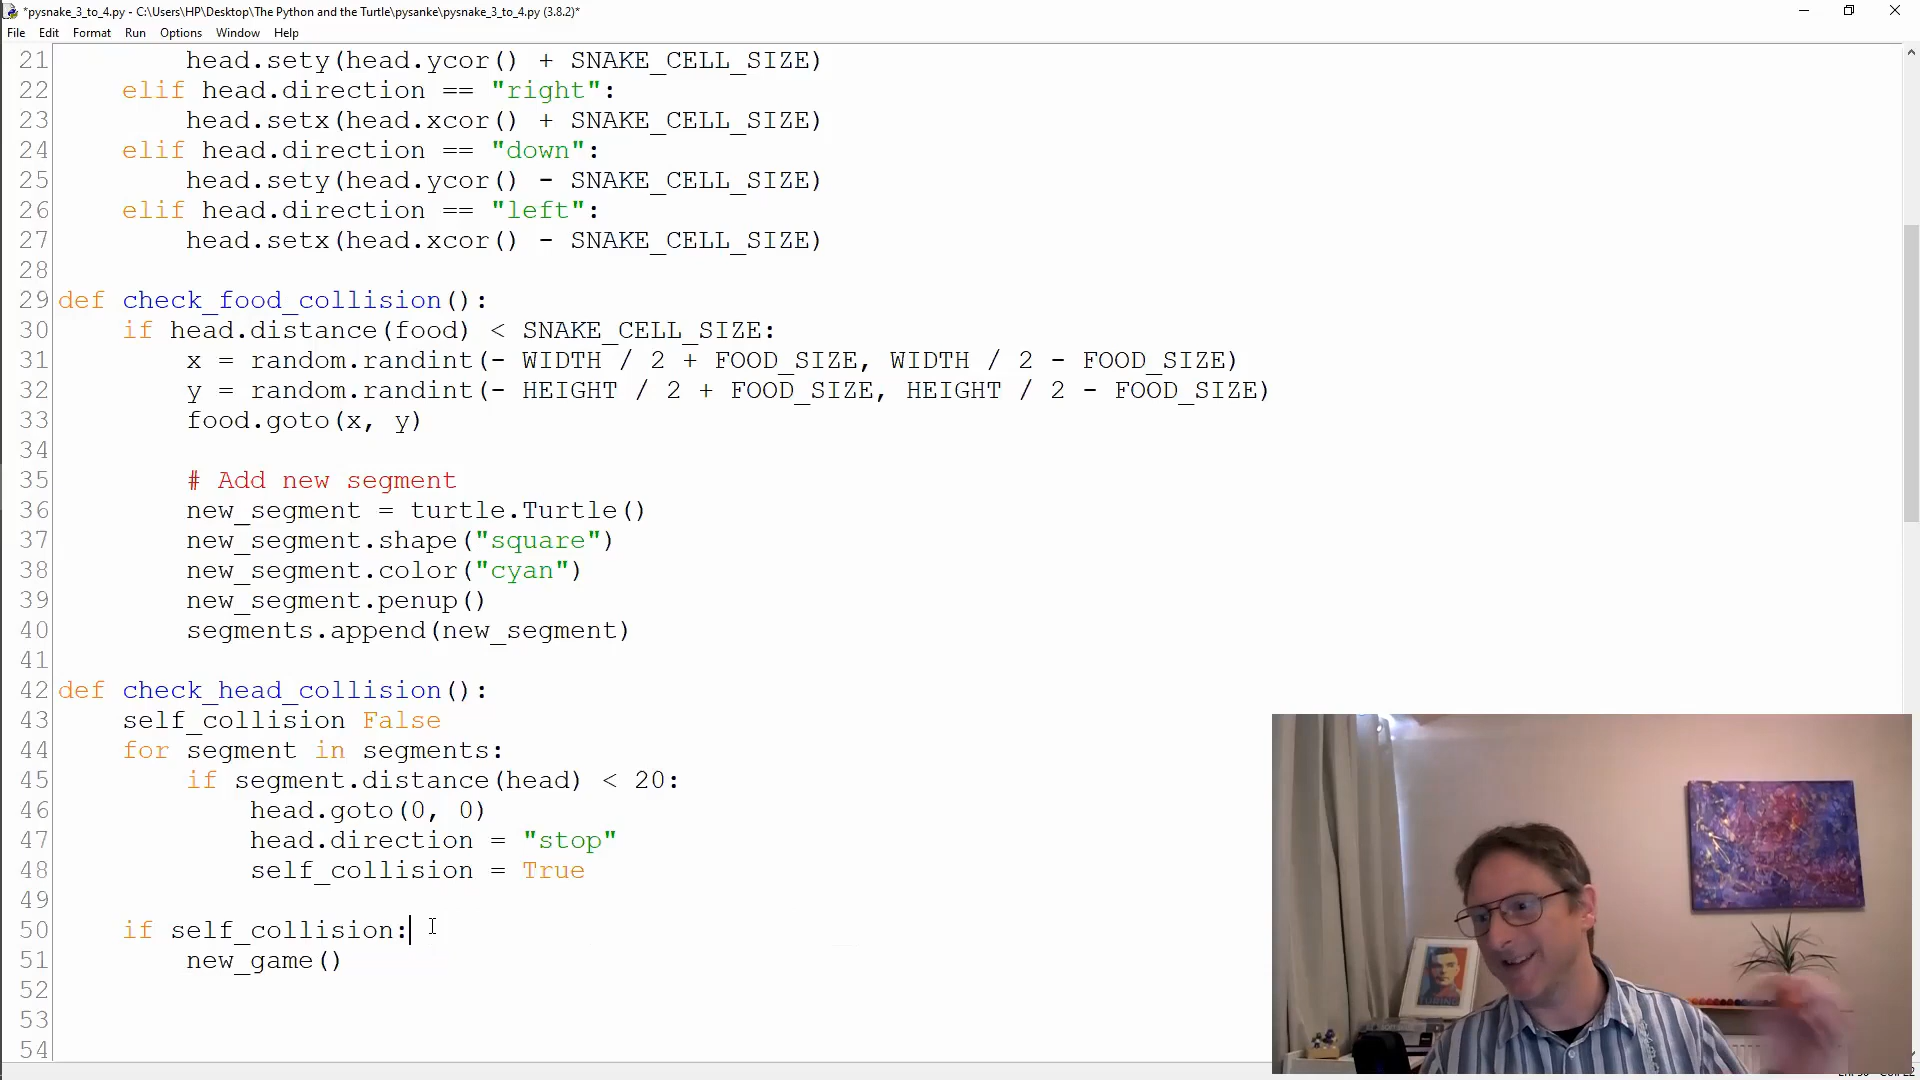 *pysnake_3_to_4.py - C:\Users\HP\Desktop\The Python and the Turtle\pysanke\pysnake_3_to_4.py (3.8.2)*
File Edit Format Run Options Window Help
21 head.sety(head.ycor() + SNAKE_CELL_SIZE)
22 elif head.direction == "right":
23 head.setx(head.xcor() + SNAKE_CELL_SIZE)
24 elif head.direction == "down":
25 head.sety(head.ycor() - SNAKE_CELL_SIZE)
26 elif head.direction == "left":
27 head.setx(head.xcor() - SNAKE_CELL_SIZE)
28
29 def check_food_collision():
30 if head.distance(food) < SNAKE_CELL_SIZE:
31 x = random.randint(- WIDTH / 2 + FOOD_SIZE, WIDTH / 2 - FOOD_SIZE)
32 y = random.randint(- HEIGHT / 2 + FOOD_SIZE, HEIGHT / 2 - FOOD_SIZE)
33 food.goto(x, y)
34
35 # Add new segment
36 new_segment = turtle.Turtle()
37 new_segment.shape("square")
38 new_segment.color("cyan")
39 new_segment.penup()
40 segments.append(new_segment)
41
42 def check_head_collision():
43 self_collision False
44 for segment in segments:
45 if segment.distance(head) < 20:
46 head.goto(0, 0)
47 head.direction = "stop"
48 self_collision = True
49
50 if self_collision:
51 new_game()
52
53
54
TURING